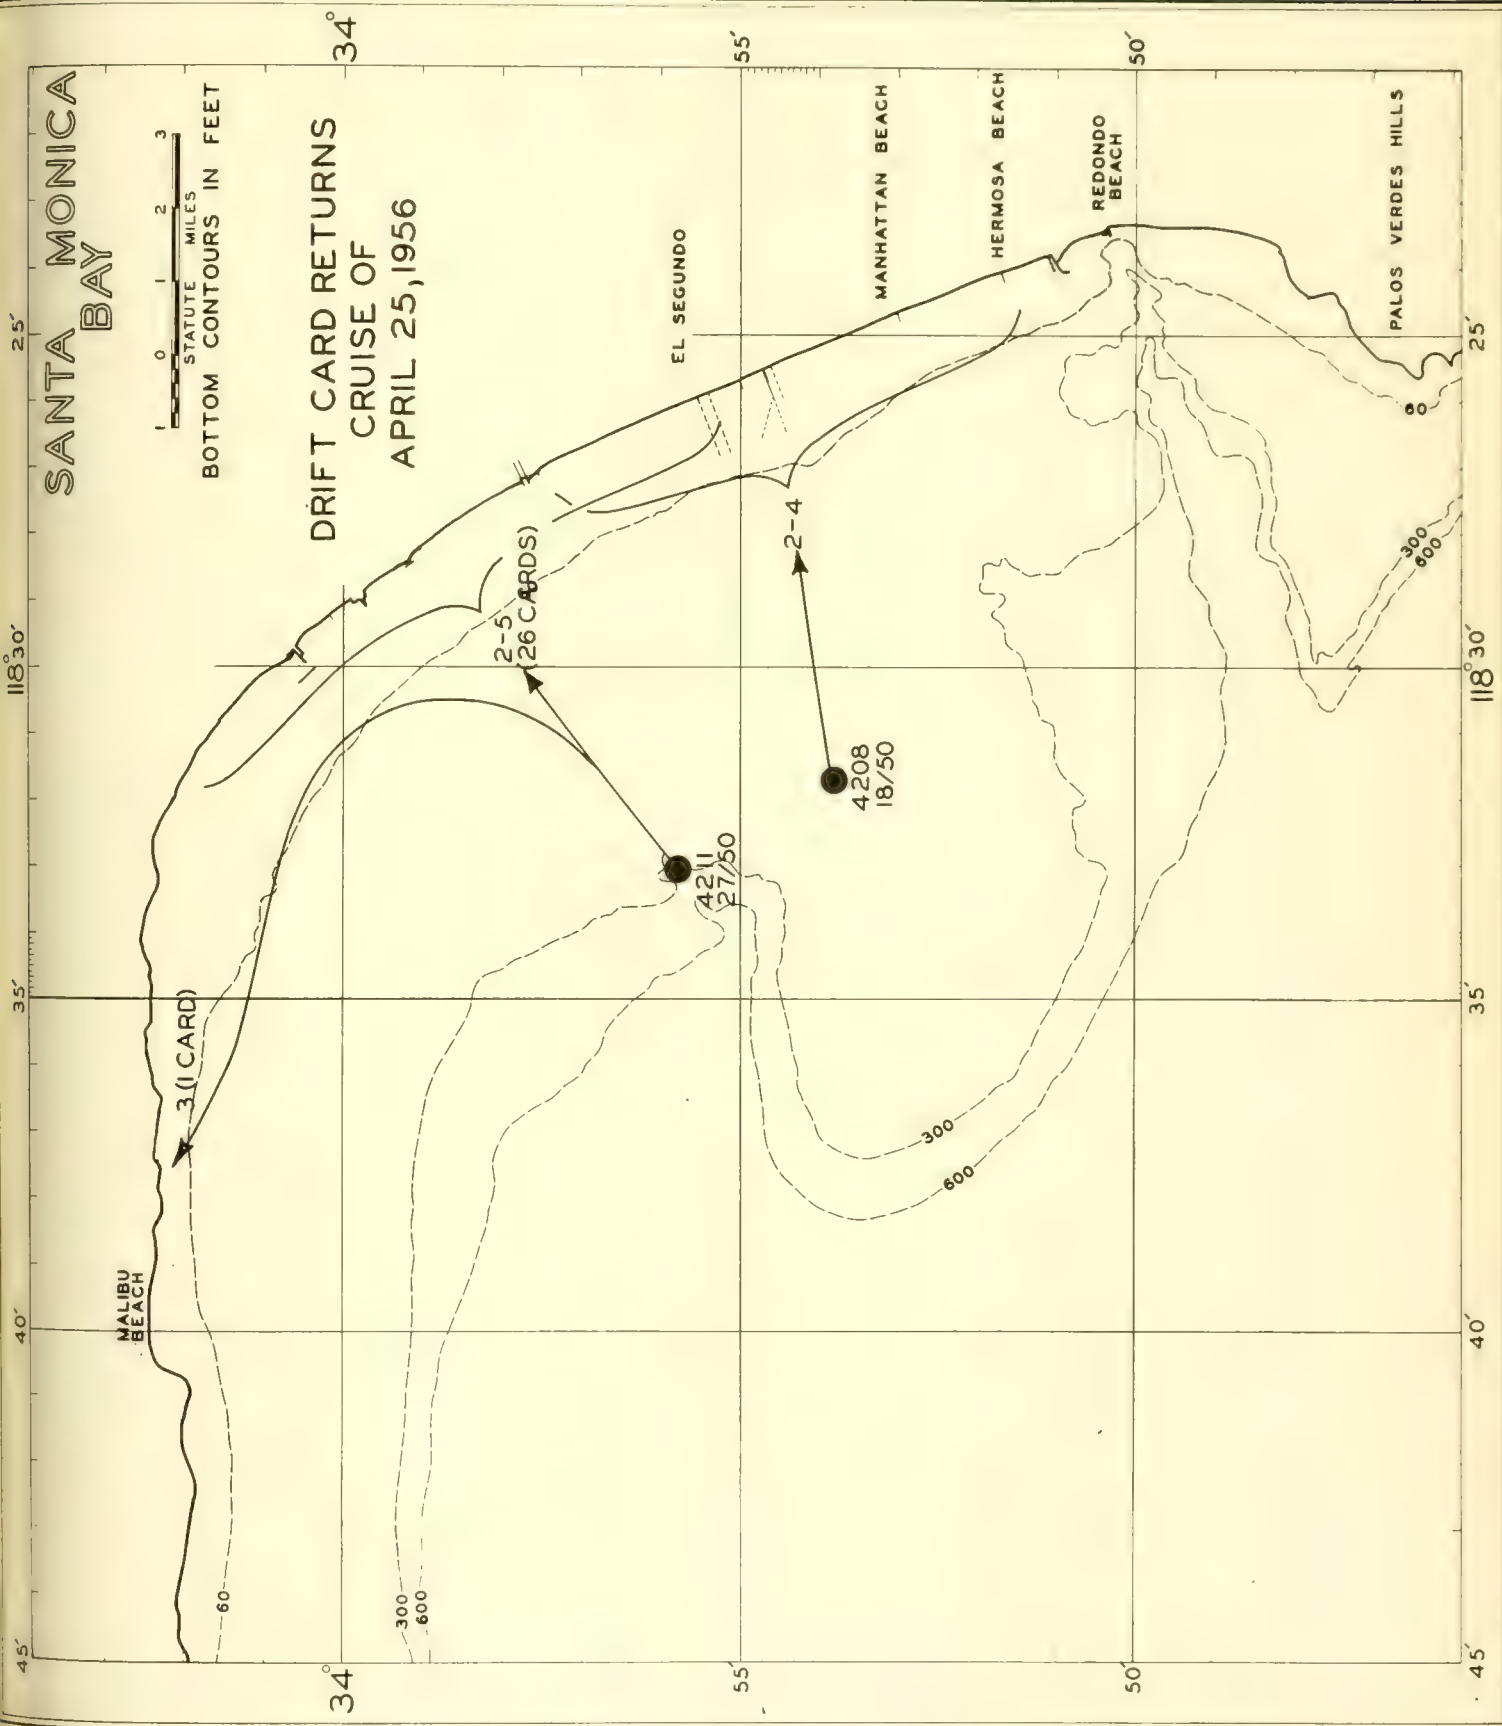 SANTA MONICA
BAY
1 0 1 2 3
STATUTE MILES
BOTTOM CONTOURS IN FEET
DRIFT CARD RETURNS
CRUISE OF
APRIL 25, 1956
45′
40′
35′
118°30′
25′
34°
34°
55′
55′
50′
50′
45′
40′
35′
118°30′
25′
MALIBU
BEACH
EL SEGUNDO
MANHATTAN BEACH
HERMOSA BEACH
REDONDO
BEACH
PALOS VERDES HILLS
3 (1 CARD)
2-5
(26 CARDS)
2-4
4211
27/50
4208
18/50
60
300
600
300
600
60
300
600